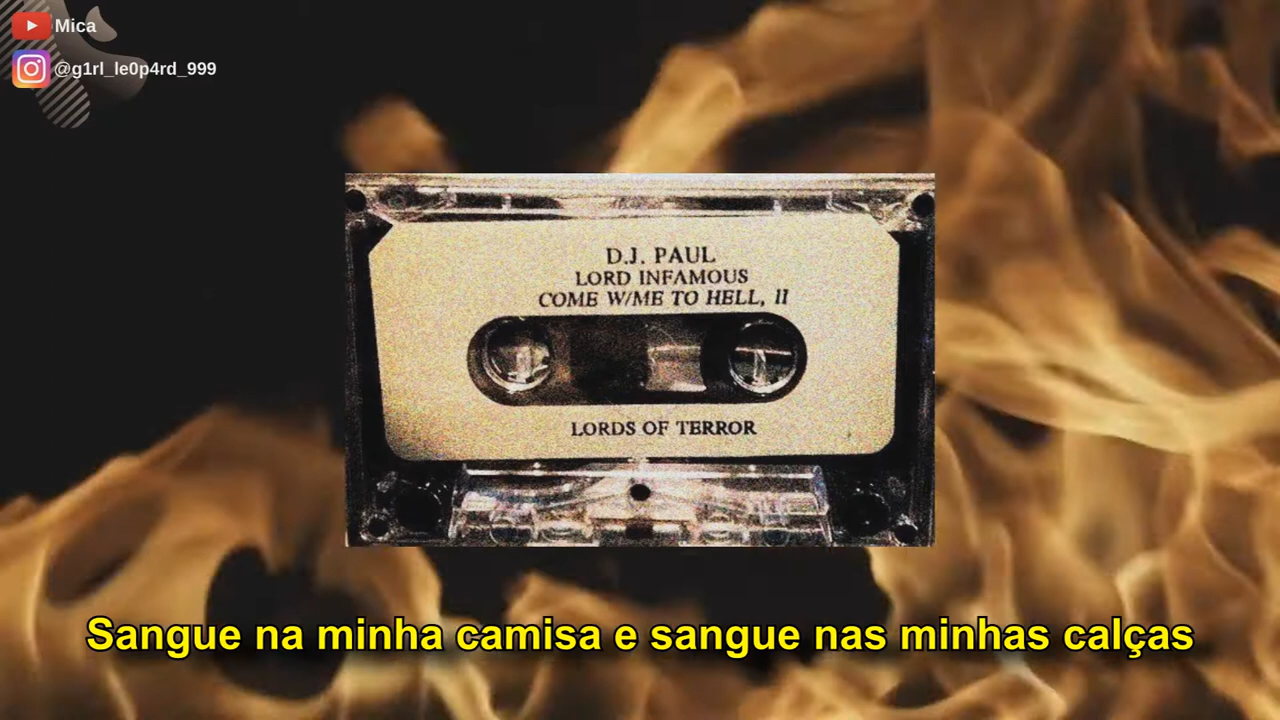 Mica
@g1rl_le0p4rd_999
D.J. PAUL
LORD INFAMOUS
COME W/ME TO HELL, II
LORDS OF TERROR
Sangue na minha camisa e sangue nas minhas calças